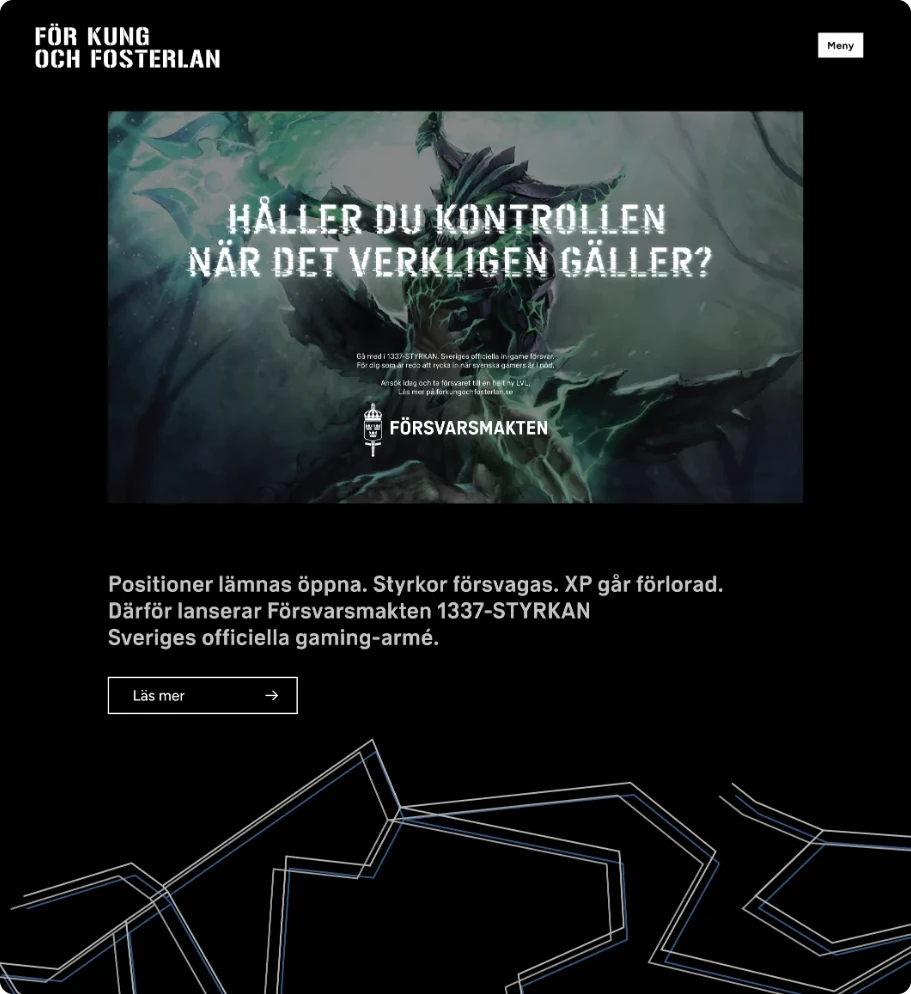 FÖR KUNG
OCH FOSTERLAN
Meny
HÅLLER DU KONTROLLEN
NÄR DET VERKLIGEN GÄLLER?
Gå med i 1337-STYRKAN. Sveriges officiella in-game försvar.
För dig som är redo att rycka in när svenska gamers är i nöd.
Ansök idag och ta försvaret till en helt ny LVL.
Läs mer på forkungochfosterlan.se
FÖRSVARSMAKTEN
Positioner lämnas öppna. Styrkor försvagas. XP går förlorad.
Därför lanserar Försvarsmakten 1337-STYRKAN
Sveriges officiella gaming-armé.
Läs mer